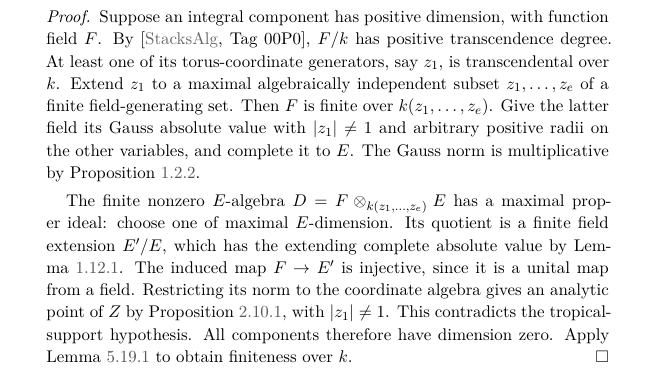 Proof. Suppose an integral component has positive dimension, with function
field F. By [StacksAlg, Tag 00P0], F/k has positive transcendence degree.
At least one of its torus-coordinate generators, say z₁, is transcendental over
k. Extend z₁ to a maximal algebraically independent subset z₁, . . . , zₑ of a
finite field-generating set. Then F is finite over k(z₁, . . . , zₑ). Give the latter
field its Gauss absolute value with |z₁| ≠ 1 and arbitrary positive radii on
the other variables, and complete it to E. The Gauss norm is multiplicative
by Proposition 1.2.2.
The finite nonzero E-algebra D = F ⊗_{k(z₁,...,zₑ)} E has a maximal prop-
er ideal: choose one of maximal E-dimension. Its quotient is a finite field
extension E′/E, which has the extending complete absolute value by Lem-
ma 1.12.1. The induced map F → E′ is injective, since it is a unital map
from a field. Restricting its norm to the coordinate algebra gives an analytic
point of Z by Proposition 2.10.1, with |z₁| ≠ 1. This contradicts the tropical-
support hypothesis. All components therefore have dimension zero. Apply
Lemma 5.19.1 to obtain finiteness over k. □